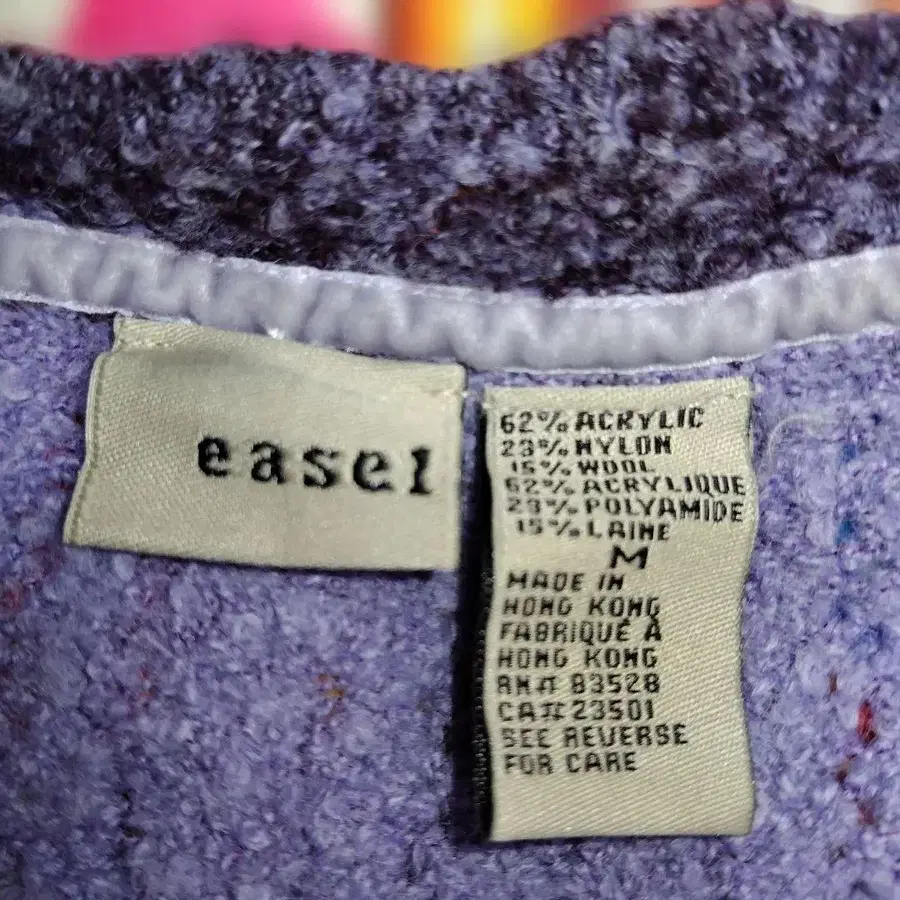 easel
62% ACRYLIC
23% NYLON
15% WOOL
62% ACRYLIQUE
23% POLYAMIDE
15% LAINE
M
MADE IN
HONG KONG
FABRIQUÉ À
HONG KONG
RN# 83528
CA# 23501
SEE REVERSE
FOR CARE